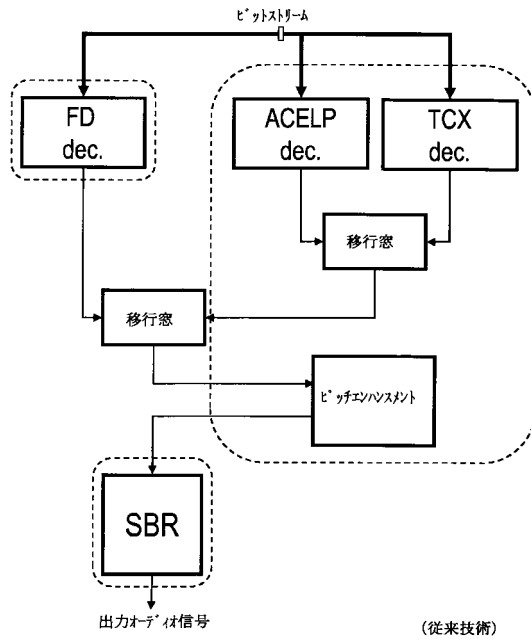 ビットストリーム
FD
dec.
ACELP
dec.
TCX
dec.
移行窓
移行窓
ピッチエンハンスメント
SBR
出力オーディオ信号
(従来技術)